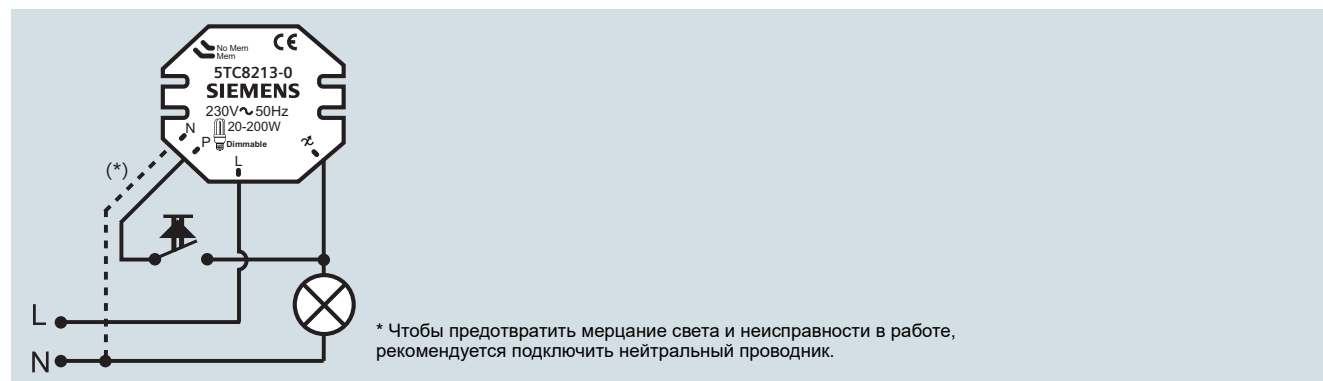 No Mem
Mem
CE
5TC8213-0
SIEMENS
230V~50Hz
20-200W
N
P
Dimmable
L
(*)
L
N
* Чтобы предотвратить мерцание света и неисправности в работе,
рекомендуется подключить нейтральный проводник.